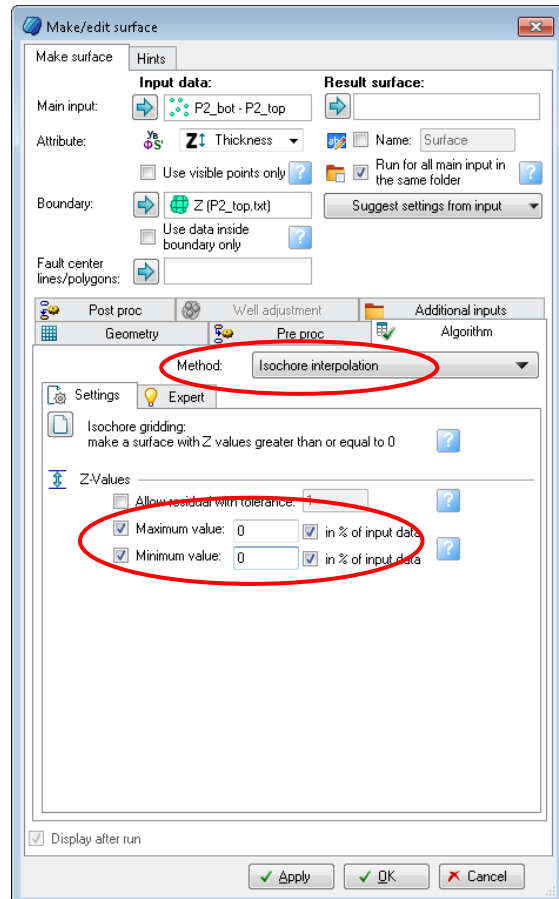 Make/edit surface
Make surface Hints
Input data: Result surface:
Main input: P2_bot - P2_top
Attribute: Ув ФS' Z Thickness Name: Surface
Use visible points only ? Run for all main input in the same folder ?
Boundary: Z (P2_top.txt) Suggest settings from input
Use data inside boundary only ?
Fault center lines/polygons:
Post proc Well adjustment Additional inputs
Geometry Pre proc Algorithm
Method: Isochore interpolation
Settings Expert
Isochore gridding:
make a surface with Z values greater than or equal to 0 ?
Z-Values
Allow residual with tolerance: 1 ?
Maximum value: 0 in % of input data
Minimum value: 0 in % of input data ?
Display after run
Apply OK Cancel